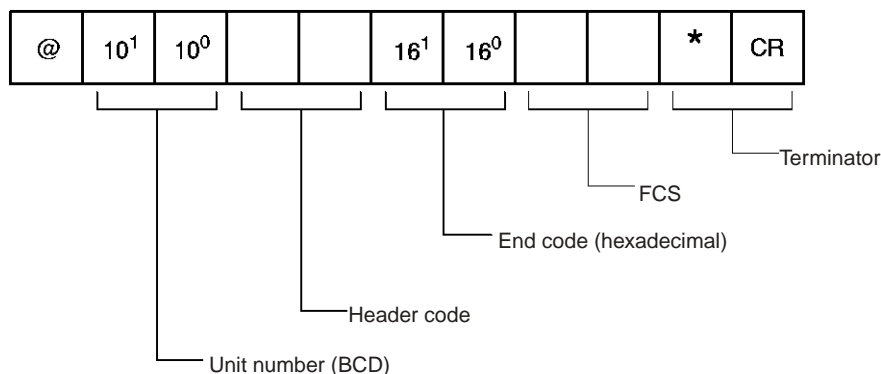 @ 10¹ 10⁰ 16¹ 16⁰ * CR
Terminator
FCS
End code (hexadecimal)
Header code
Unit number (BCD)